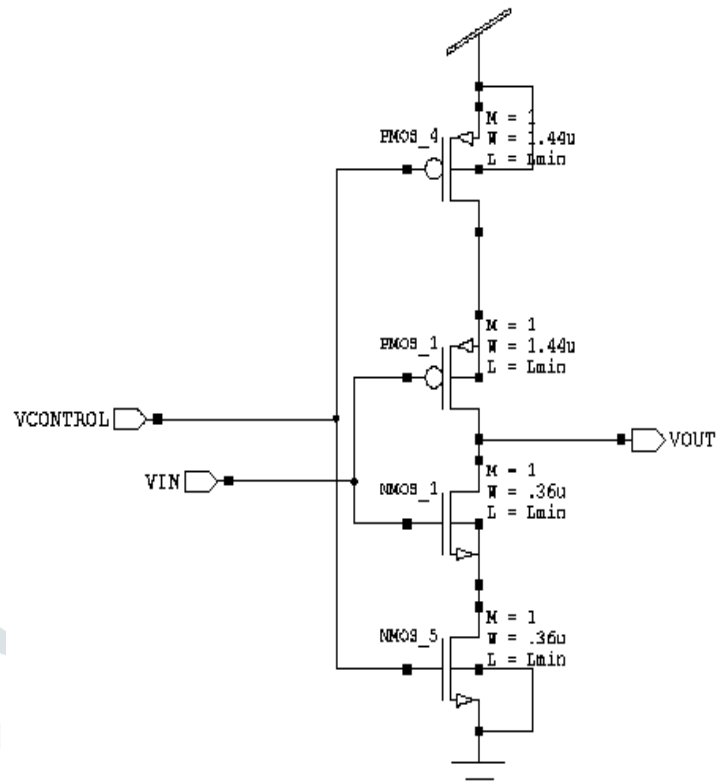 M = 1
PMOS_4
W = 1.44u
L = Lmin
M = 1
PMOS_1
W = 1.44u
L = Lmin
VCONTROL
VOUT
M = 1
VIN
NMOS_1
W = .36u
L = Lmin
M = 1
NMOS_5
W = .36u
L = Lmin